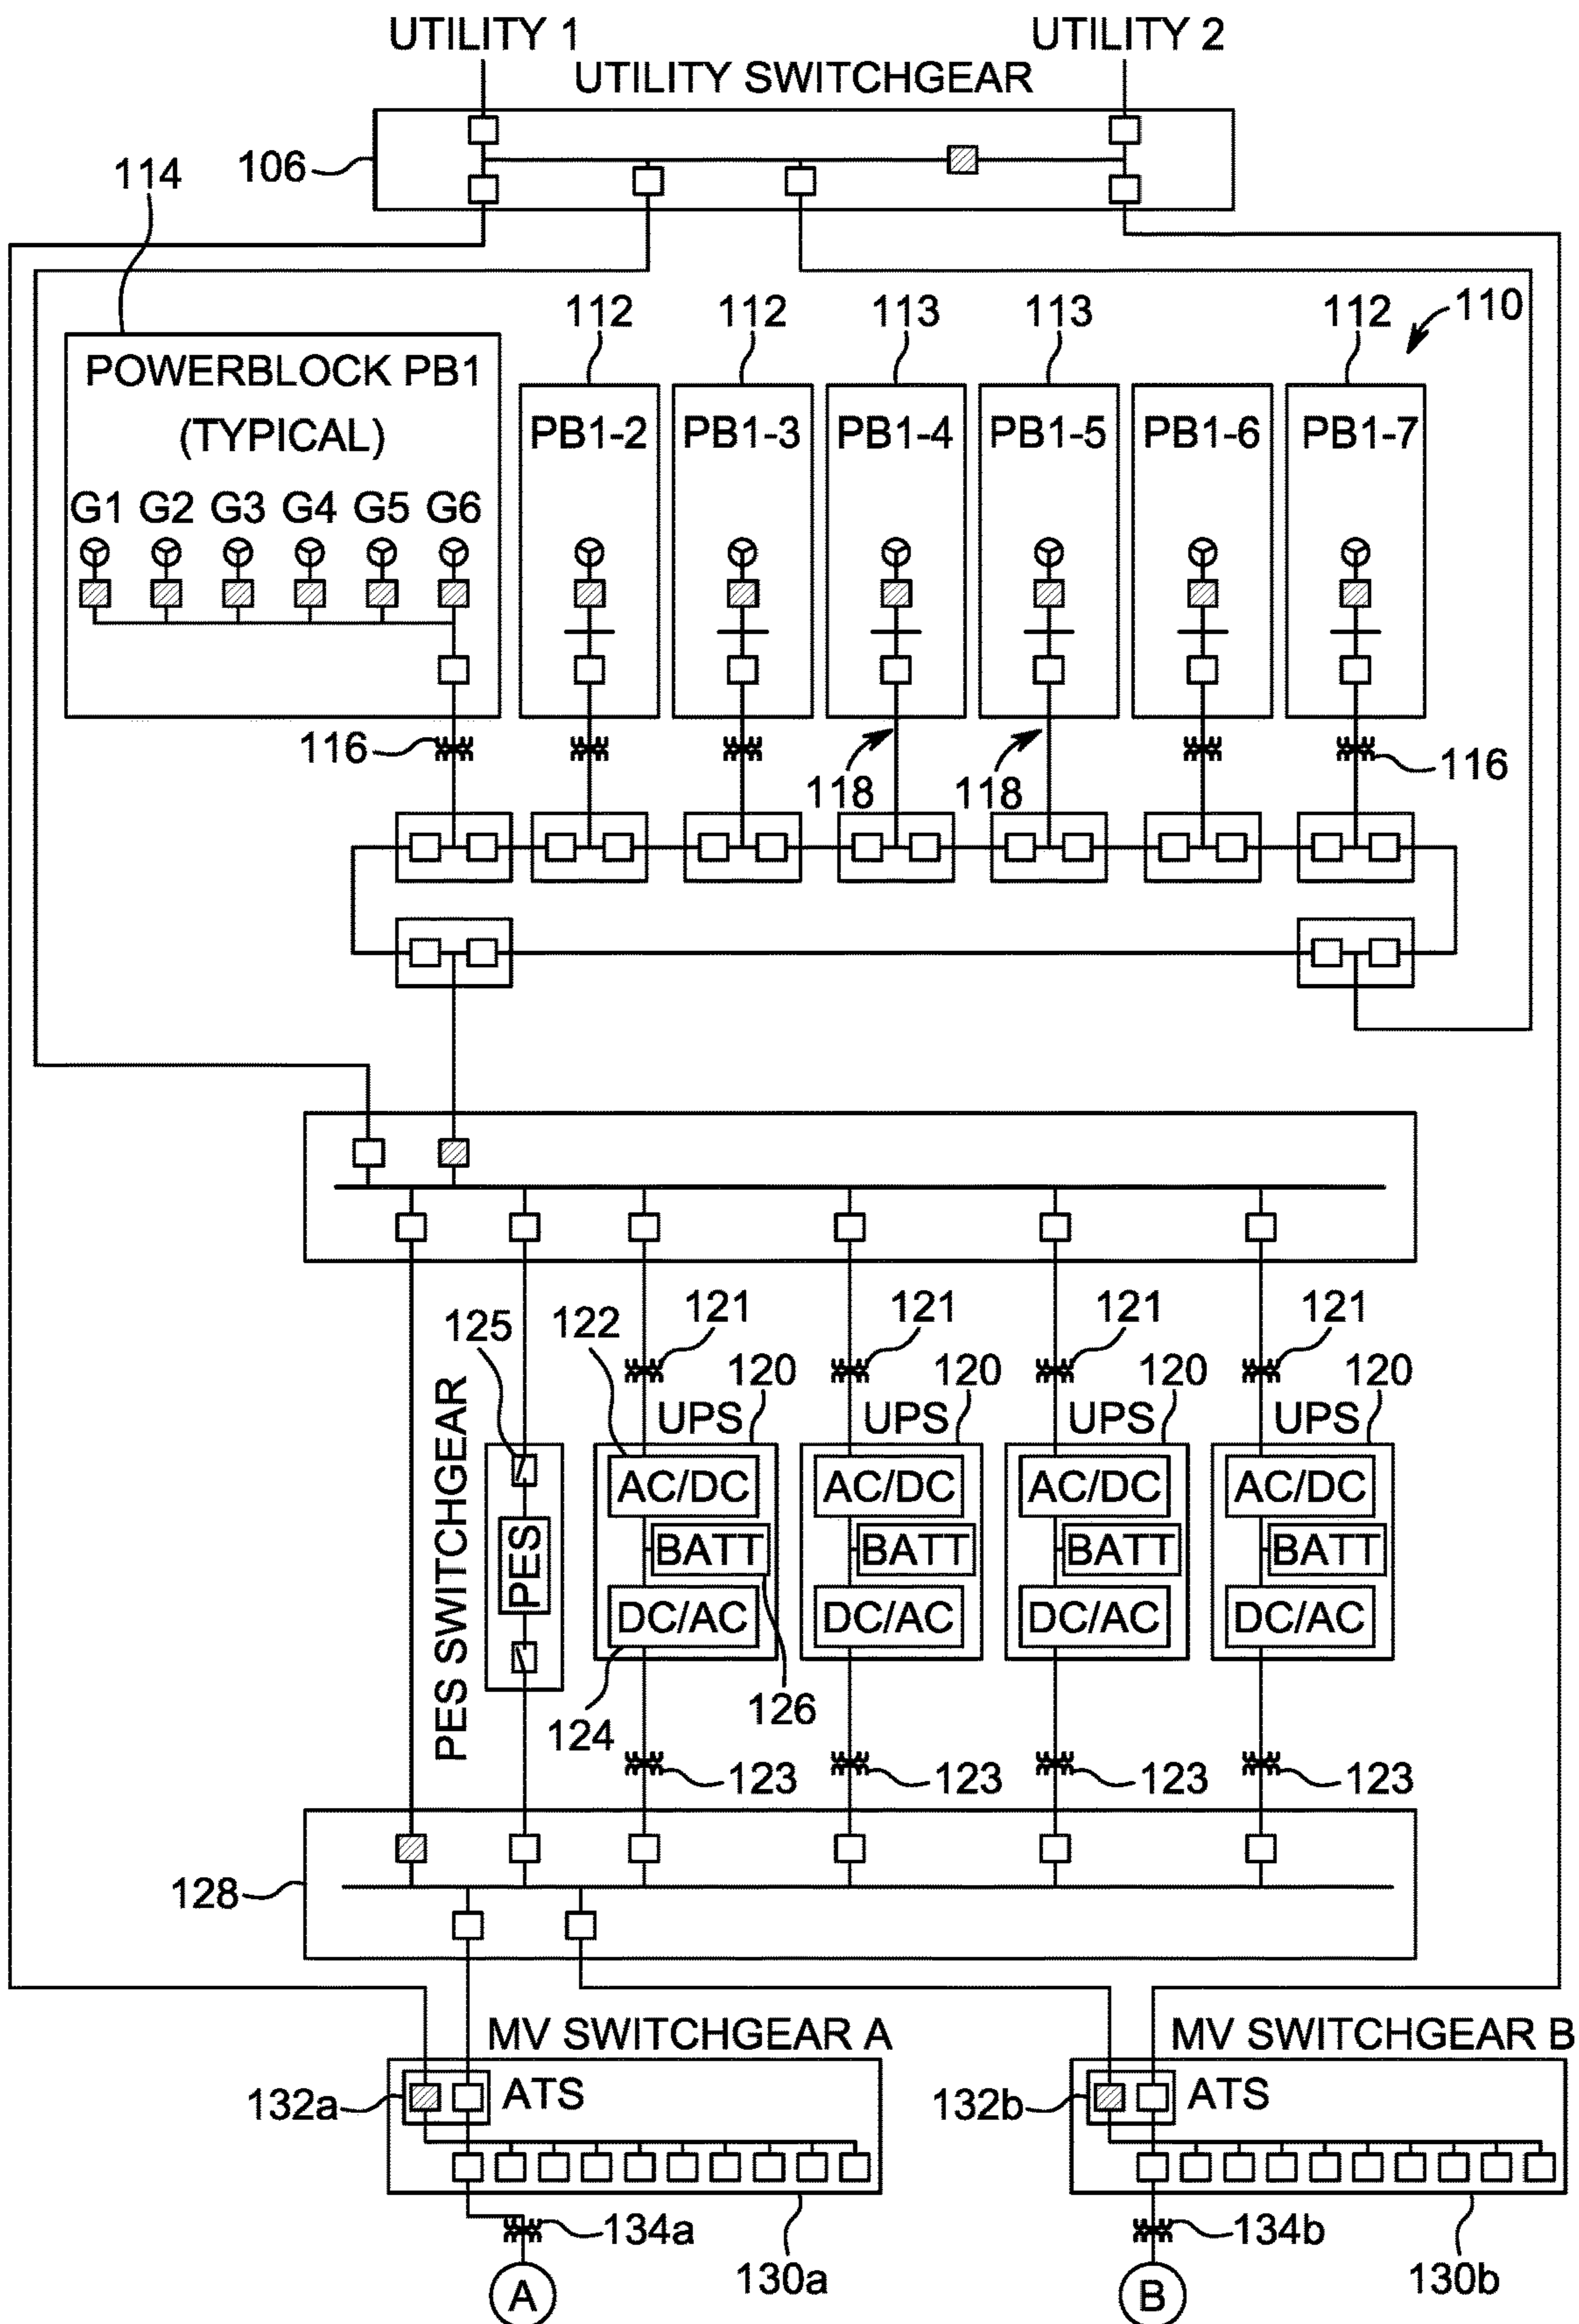 UTILITY 1
UTILITY 2
UTILITY SWITCHGEAR
106
114
112
112
113
113
112
110
POWERBLOCK PB1
(TYPICAL)
G1 G2 G3 G4 G5 G6
PB1-2
PB1-3
PB1-4
PB1-5
PB1-6
PB1-7
116
118
118
116
125
122
121
121
121
121
120
120
120
120
UPS
UPS
UPS
UPS
PES SWITCHGEAR
PES
AC/DC
AC/DC
AC/DC
AC/DC
BATT
BATT
BATT
BATT
DC/AC
DC/AC
DC/AC
DC/AC
124
126
123
123
123
123
128
MV SWITCHGEAR A
MV SWITCHGEAR B
132a
ATS
132b
ATS
134a
134b
130a
130b
A
B